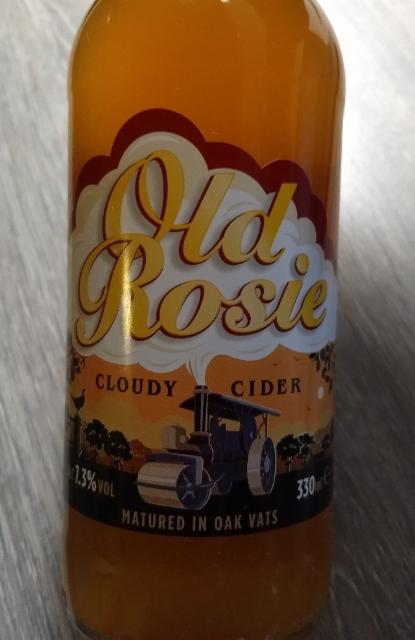 Old
Rosie
CLOUDY CIDER
7.3% VOL
330
MATURED IN OAK VATS